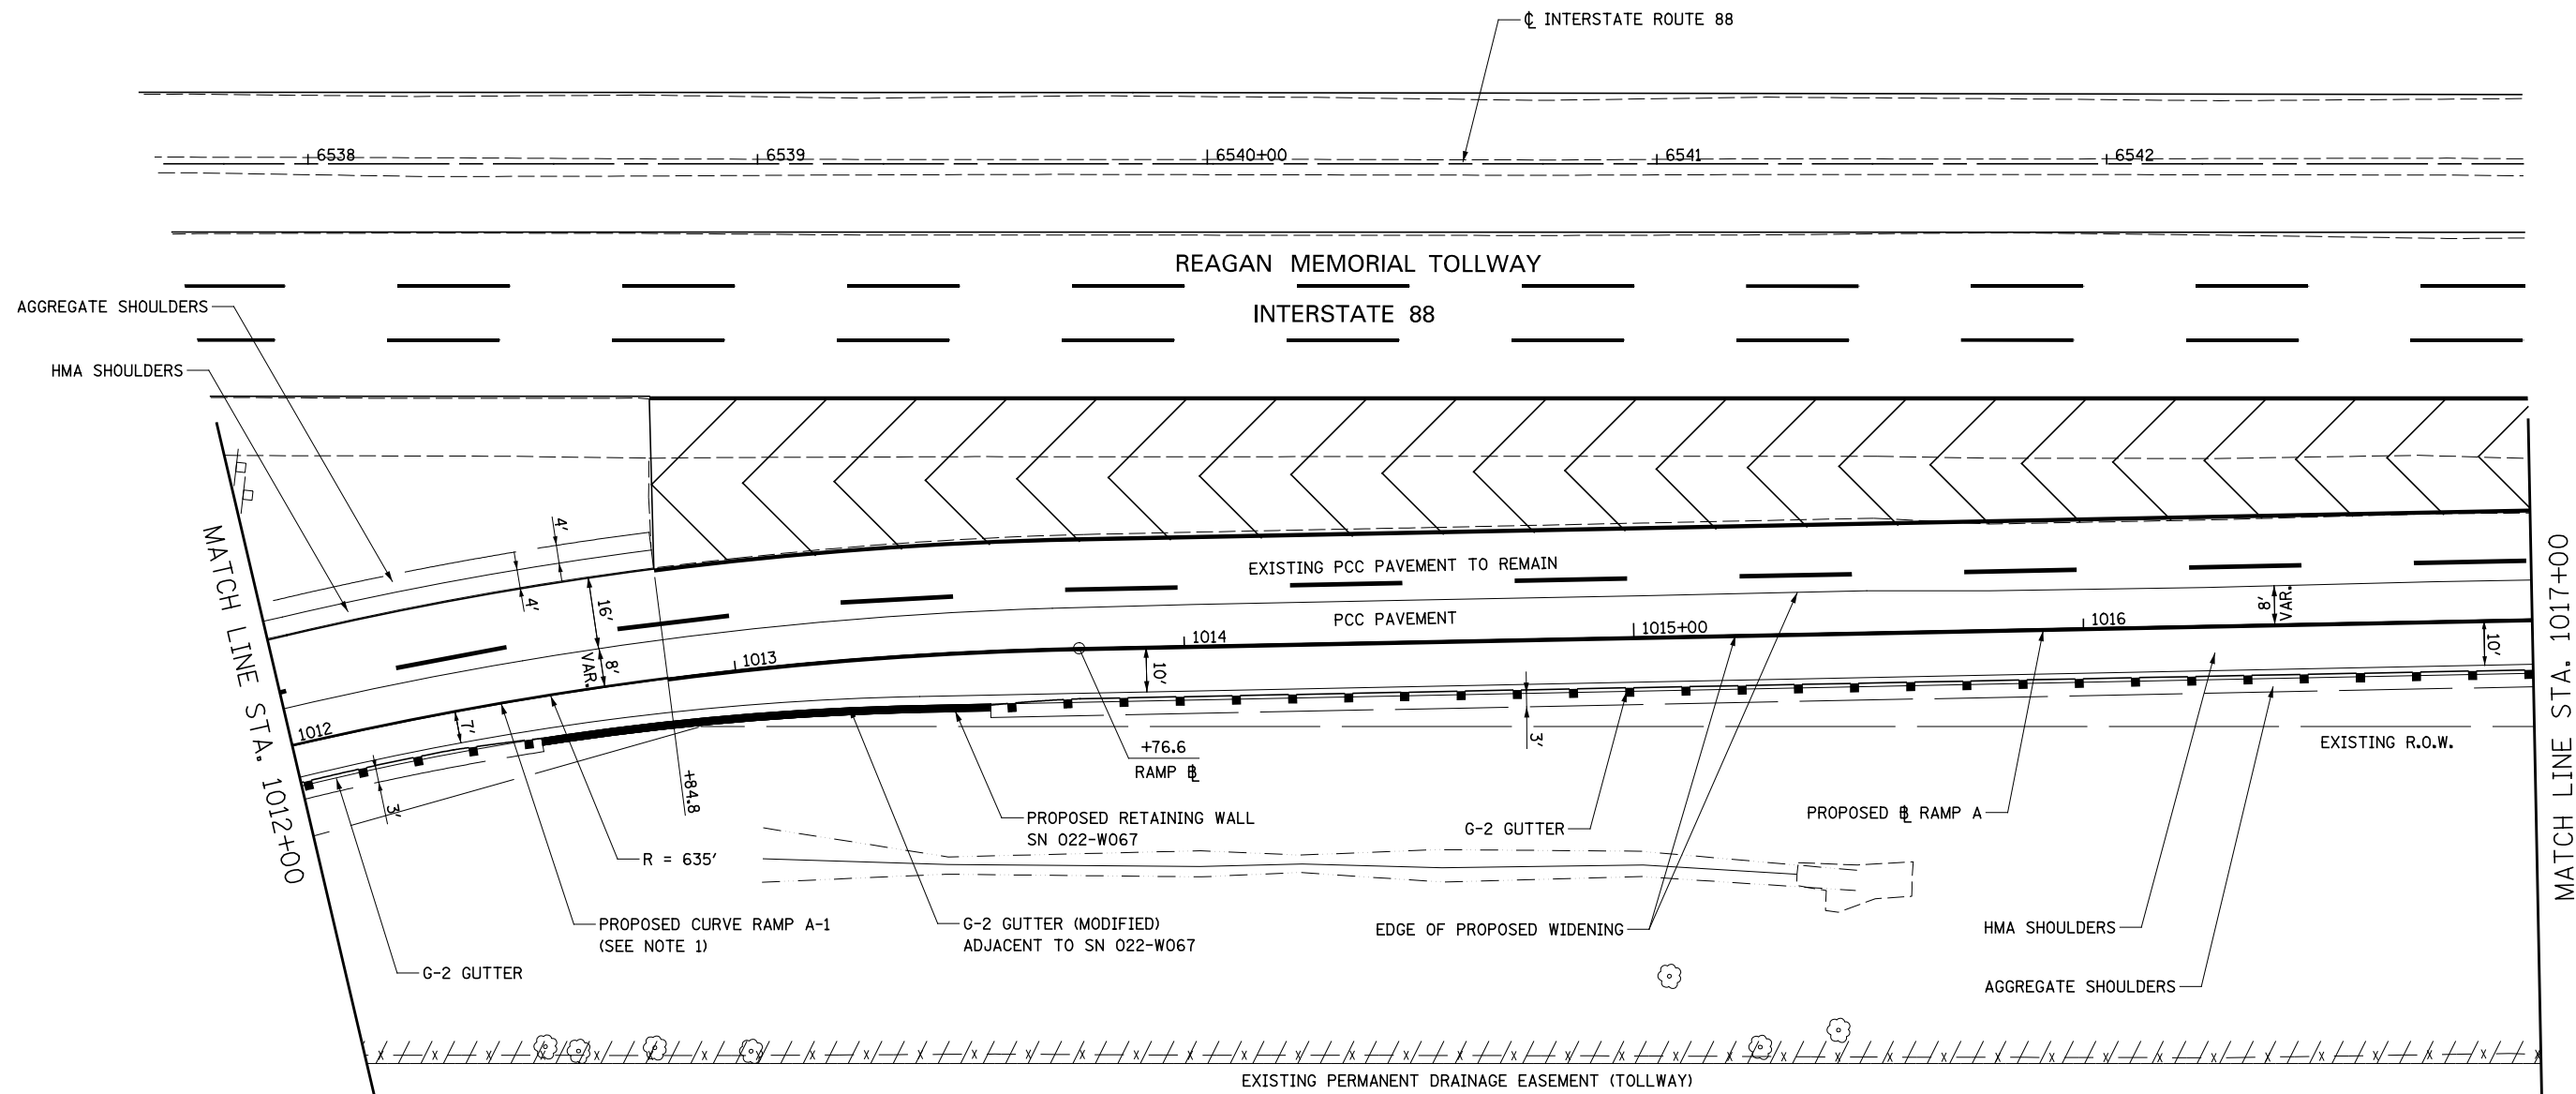 ℄ INTERSTATE ROUTE 88
6538
6539
6540+00
6541
6542
REAGAN MEMORIAL TOLLWAY
INTERSTATE 88
AGGREGATE SHOULDERS
HMA SHOULDERS
MATCH LINE STA. 1012+00
MATCH LINE STA. 1017+00
4'
4'
16'
8'
VAR.
EXISTING PCC PAVEMENT TO REMAIN
PCC PAVEMENT
8'
VAR.
1012
1013
1014
1015+00
1016
7'
10'
10'
3'
3'
+84.8
+76.6
RAMP B
EXISTING R.O.W.
PROPOSED RETAINING WALL
SN 022-W067
G-2 GUTTER
PROPOSED B RAMP A
R = 635'
PROPOSED CURVE RAMP A-1
(SEE NOTE 1)
G-2 GUTTER (MODIFIED)
ADJACENT TO SN 022-W067
EDGE OF PROPOSED WIDENING
HMA SHOULDERS
G-2 GUTTER
AGGREGATE SHOULDERS
EXISTING PERMANENT DRAINAGE EASEMENT (TOLLWAY)